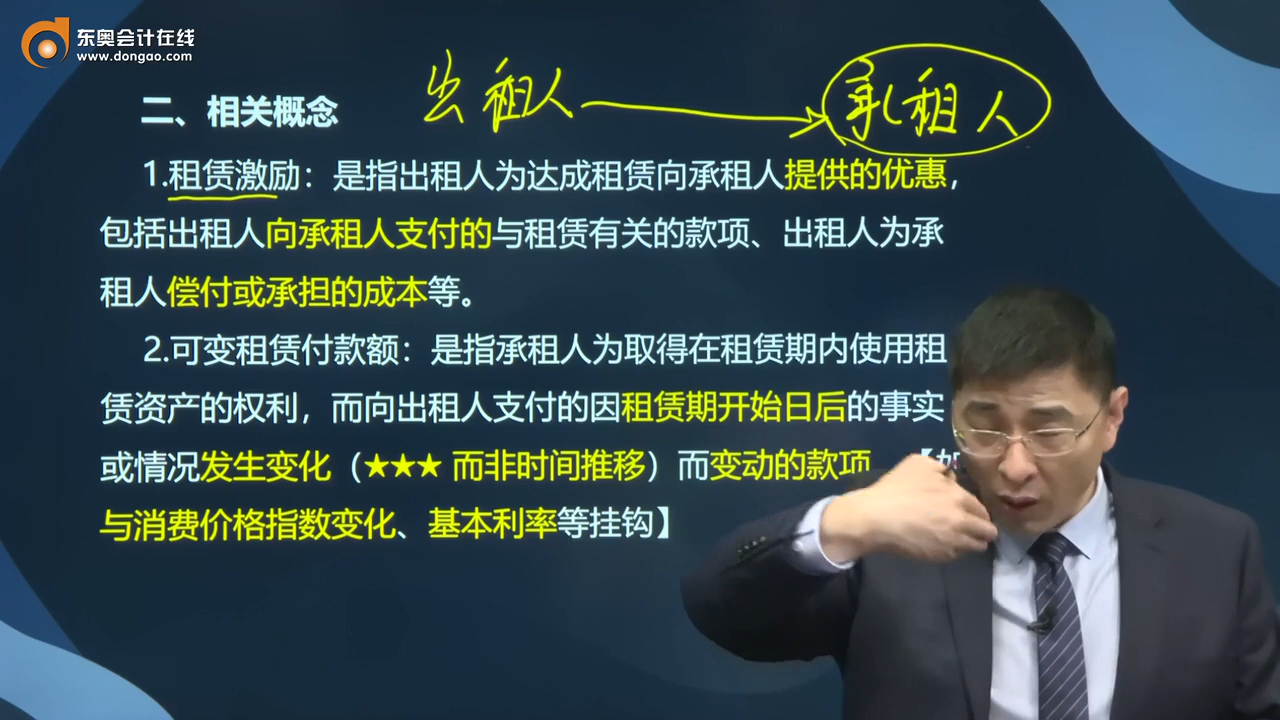 东奥会计在线
www.dongao.com
出租人 承租人
二、相关概念
1.租赁激励：是指出租人为达成租赁向承租人提供的优惠，
包括出租人向承租人支付的与租赁有关的款项、出租人为承
租人偿付或承担的成本等。
2.可变租赁付款额：是指承租人为取得在租赁期内使用租
赁资产的权利，而向出租人支付的因租赁期开始日后的事实
或情况发生变化（★★★ 而非时间推移）而变动的款项 【如
与消费价格指数变化、基本利率等挂钩】